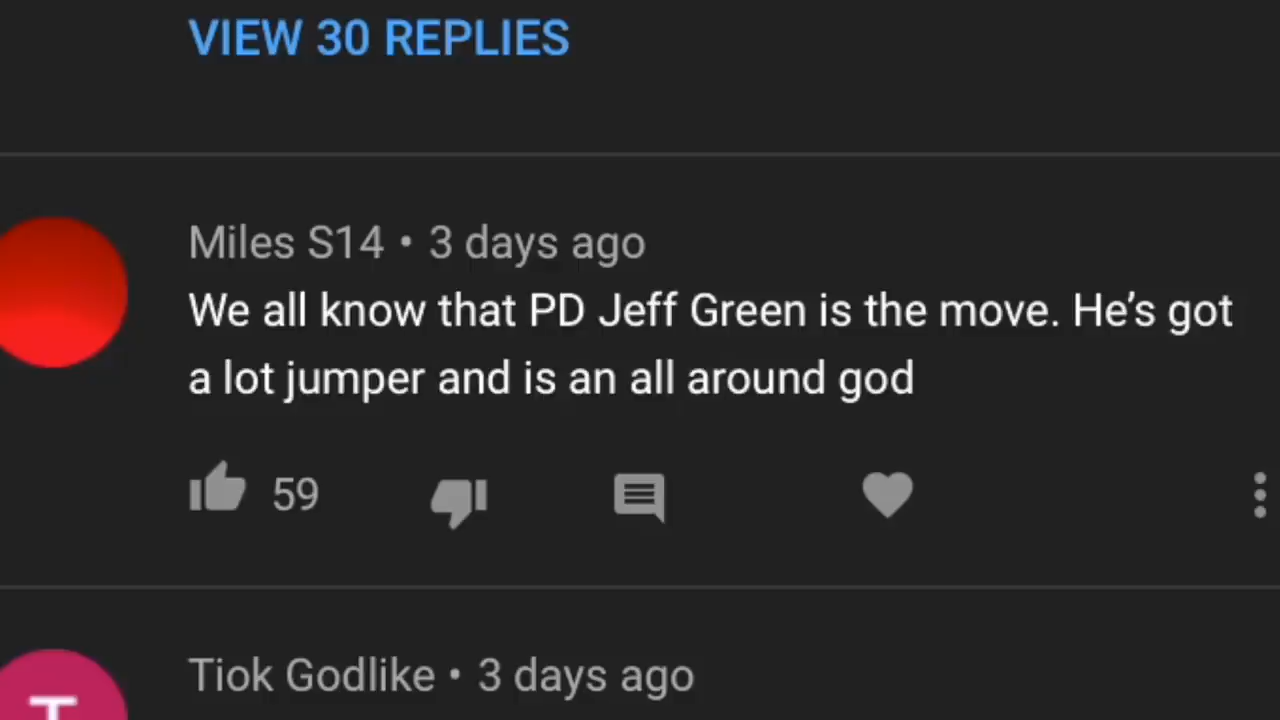 VIEW 30 REPLIES
Miles S14 • 3 days ago
We all know that PD Jeff Green is the move. He’s got
a lot jumper and is an all around god
59
Tiok Godlike • 3 days ago
T